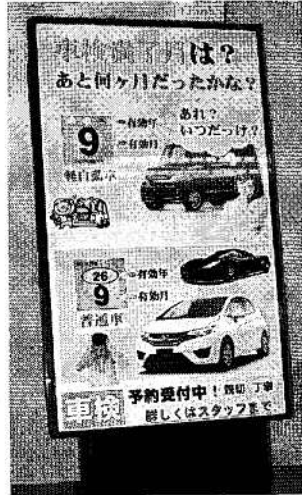 車検満了月は?
あと何ヶ月だったかな?
あれ?
いつだっけ?
9
⇒有効年
⇒有効月
軽自動車
26
9
⇒有効年
⇒有効月
普通車
車検
予約受付中! 親切 丁寧
詳しくはスタッフまで